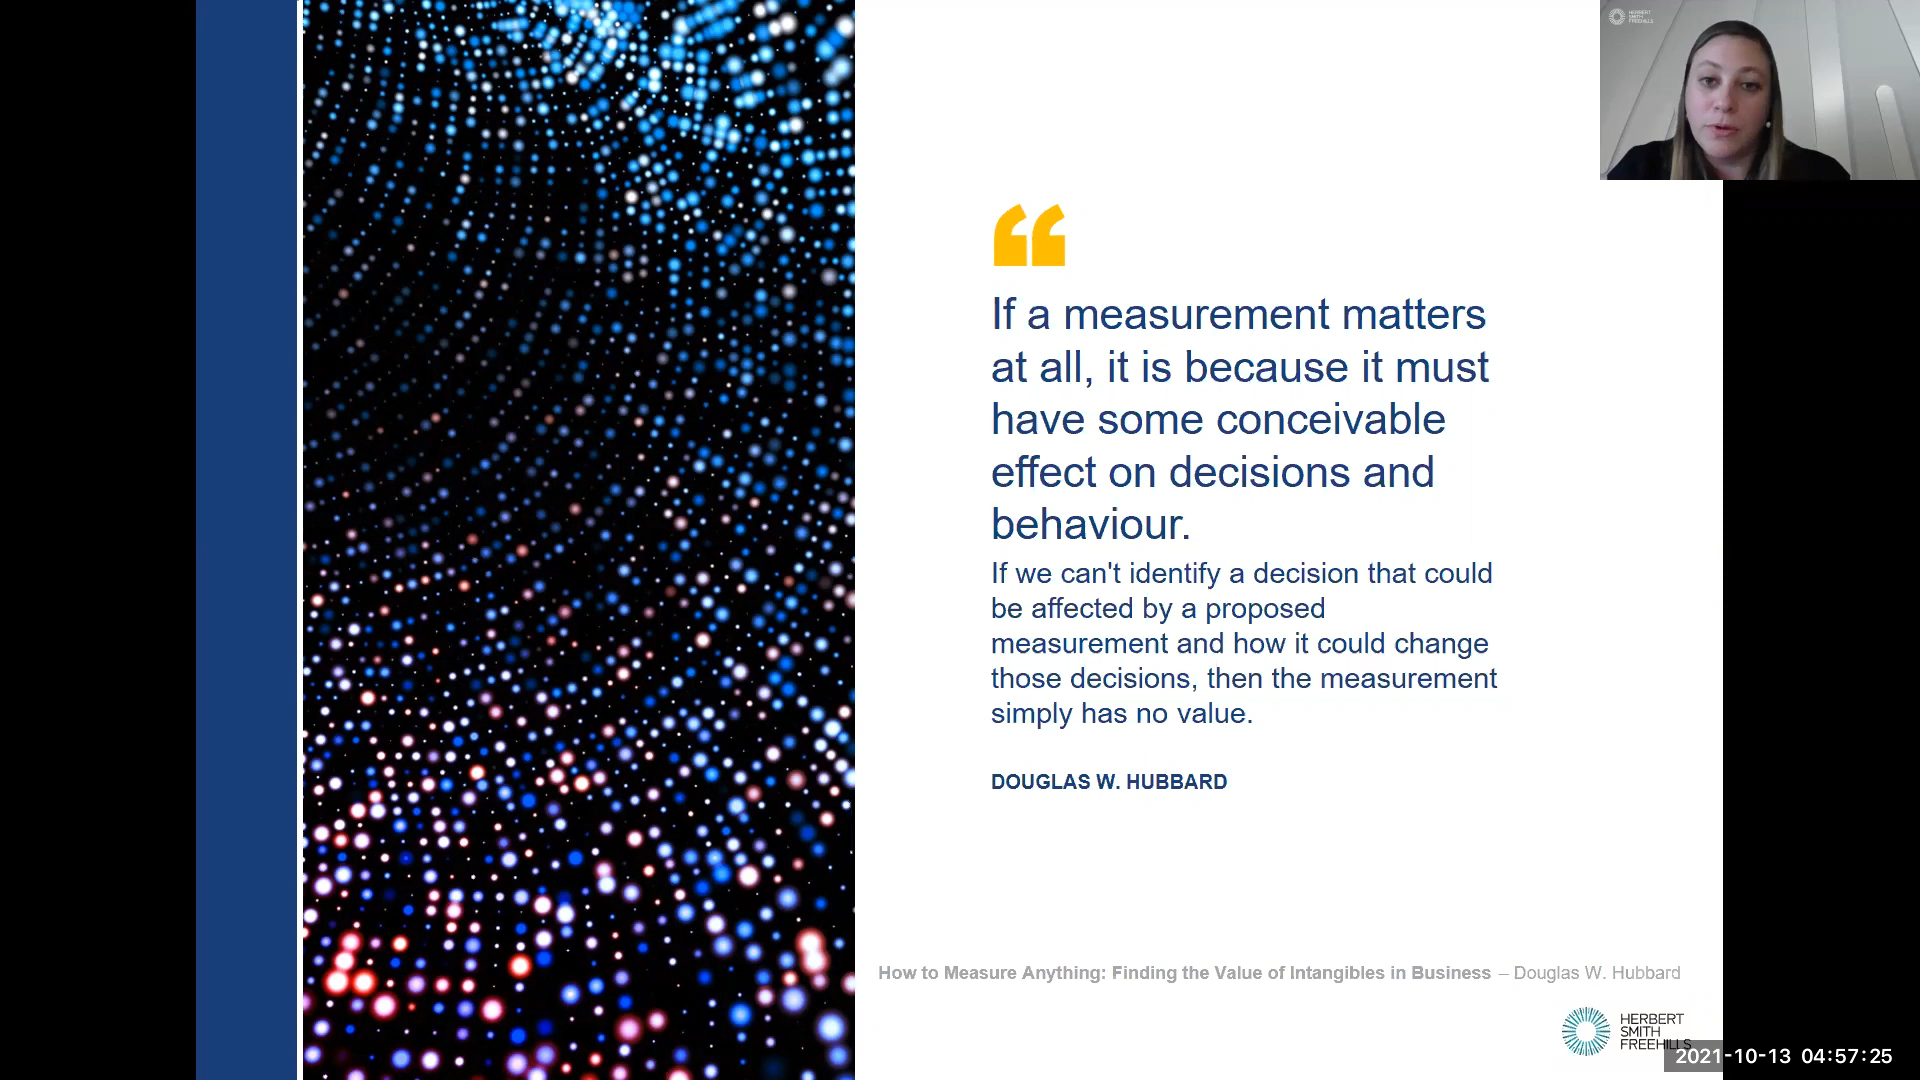 HERBERT
SMITH
FREEHILLS
If a measurement matters
at all, it is because it must
have some conceivable
effect on decisions and
behaviour.
If we can't identify a decision that could
be affected by a proposed
measurement and how it could change
those decisions, then the measurement
simply has no value.
DOUGLAS W. HUBBARD
How to Measure Anything: Finding the Value of Intangibles in Business – Douglas W. Hubbard
HERBERT
SMITH
FREEHILLS
2021-10-13 04:57:25